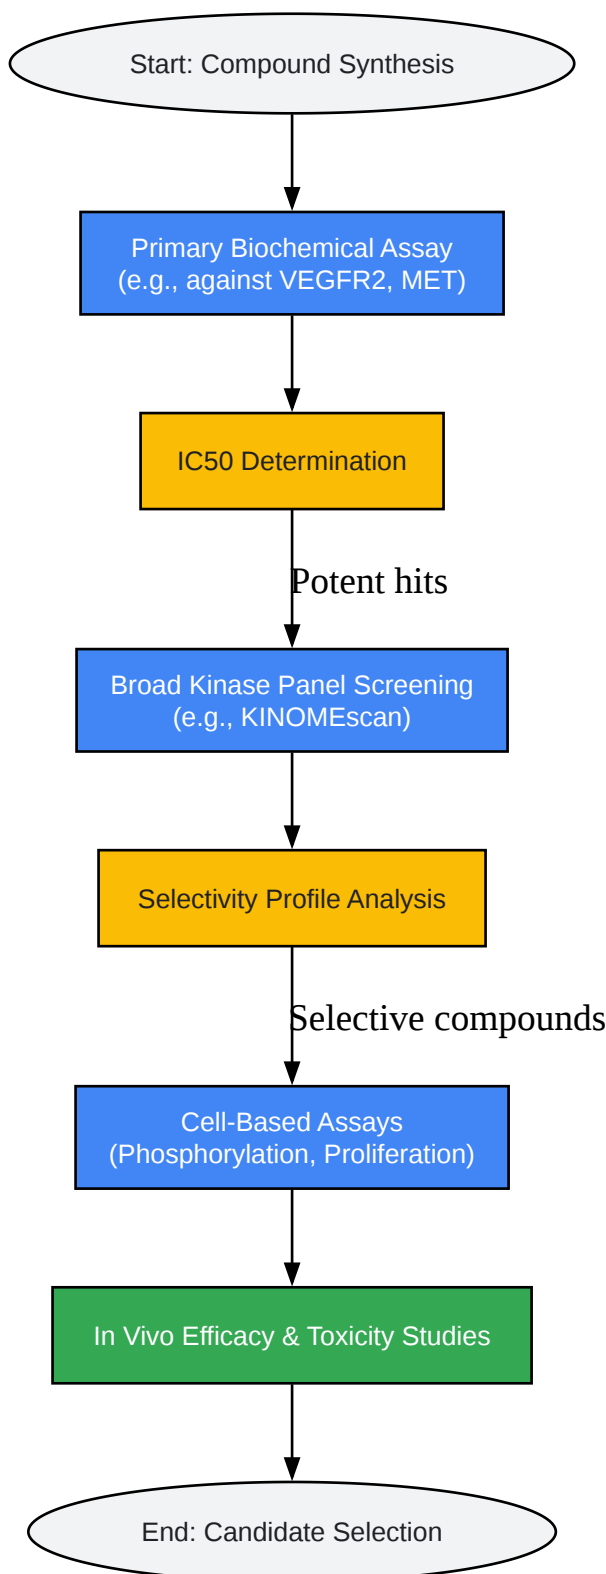 Start: Compound Synthesis
Primary Biochemical Assay
(e.g., against VEGFR2, MET)
IC50 Determination
Potent hits
Broad Kinase Panel Screening
(e.g., KINOMEscan)
Selectivity Profile Analysis
Selective compounds
Cell-Based Assays
(Phosphorylation, Proliferation)
In Vivo Efficacy & Toxicity Studies
End: Candidate Selection